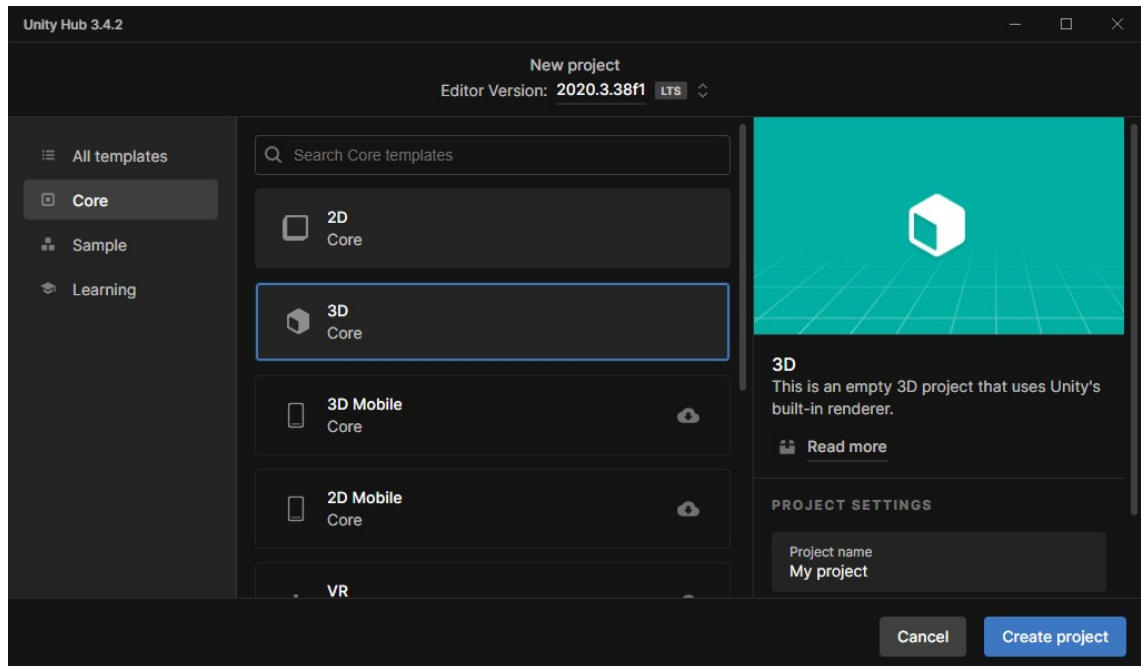 Unity Hub 3.4.2
New project
Editor Version: 2020.3.38f1 LTS
All templates
Core
Sample
Learning
Search Core templates
2D
Core
3D
Core
3D Mobile
Core
2D Mobile
Core
VR
3D
This is an empty 3D project that uses Unity's
built-in renderer.
Read more
PROJECT SETTINGS
Project name
My project
Cancel
Create project